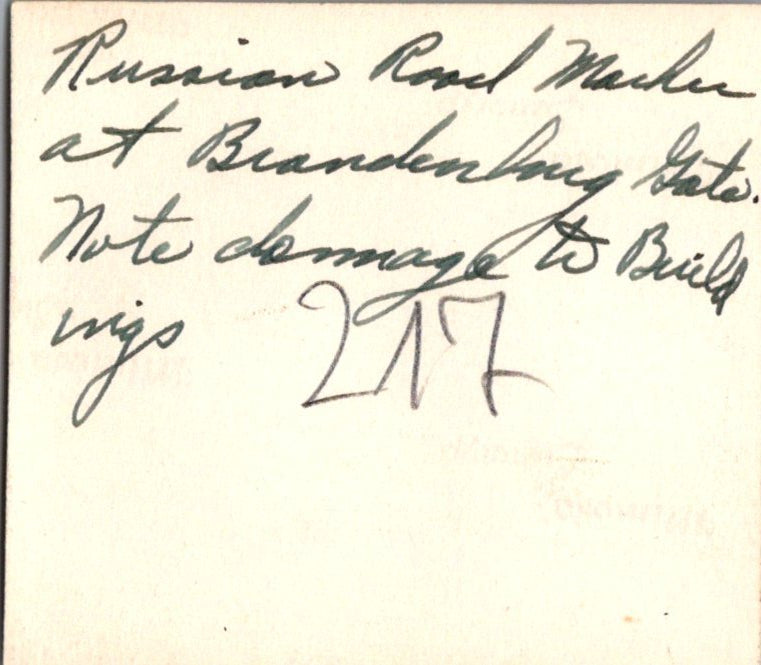 Russian Road Marker
at Brandenburg Gate.
Note damage to Build
ings 217